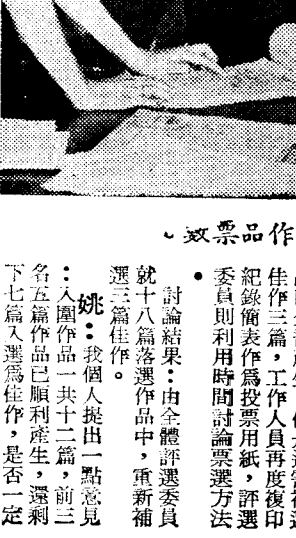 作品票数
佳作三篇，工作人員再度復印
紀錄簡表作爲投票用紙，評選
委員則利用時間討論票選方法
。
討論結果：由全體評選委員
就十八篇落選作品中，重新補
選三篇佳作。
姚：我個人提出一點意見
：入圍作品一共十二篇，前三
名五篇作品已順利產生，還剩
下七篇入選爲佳作，是否一定